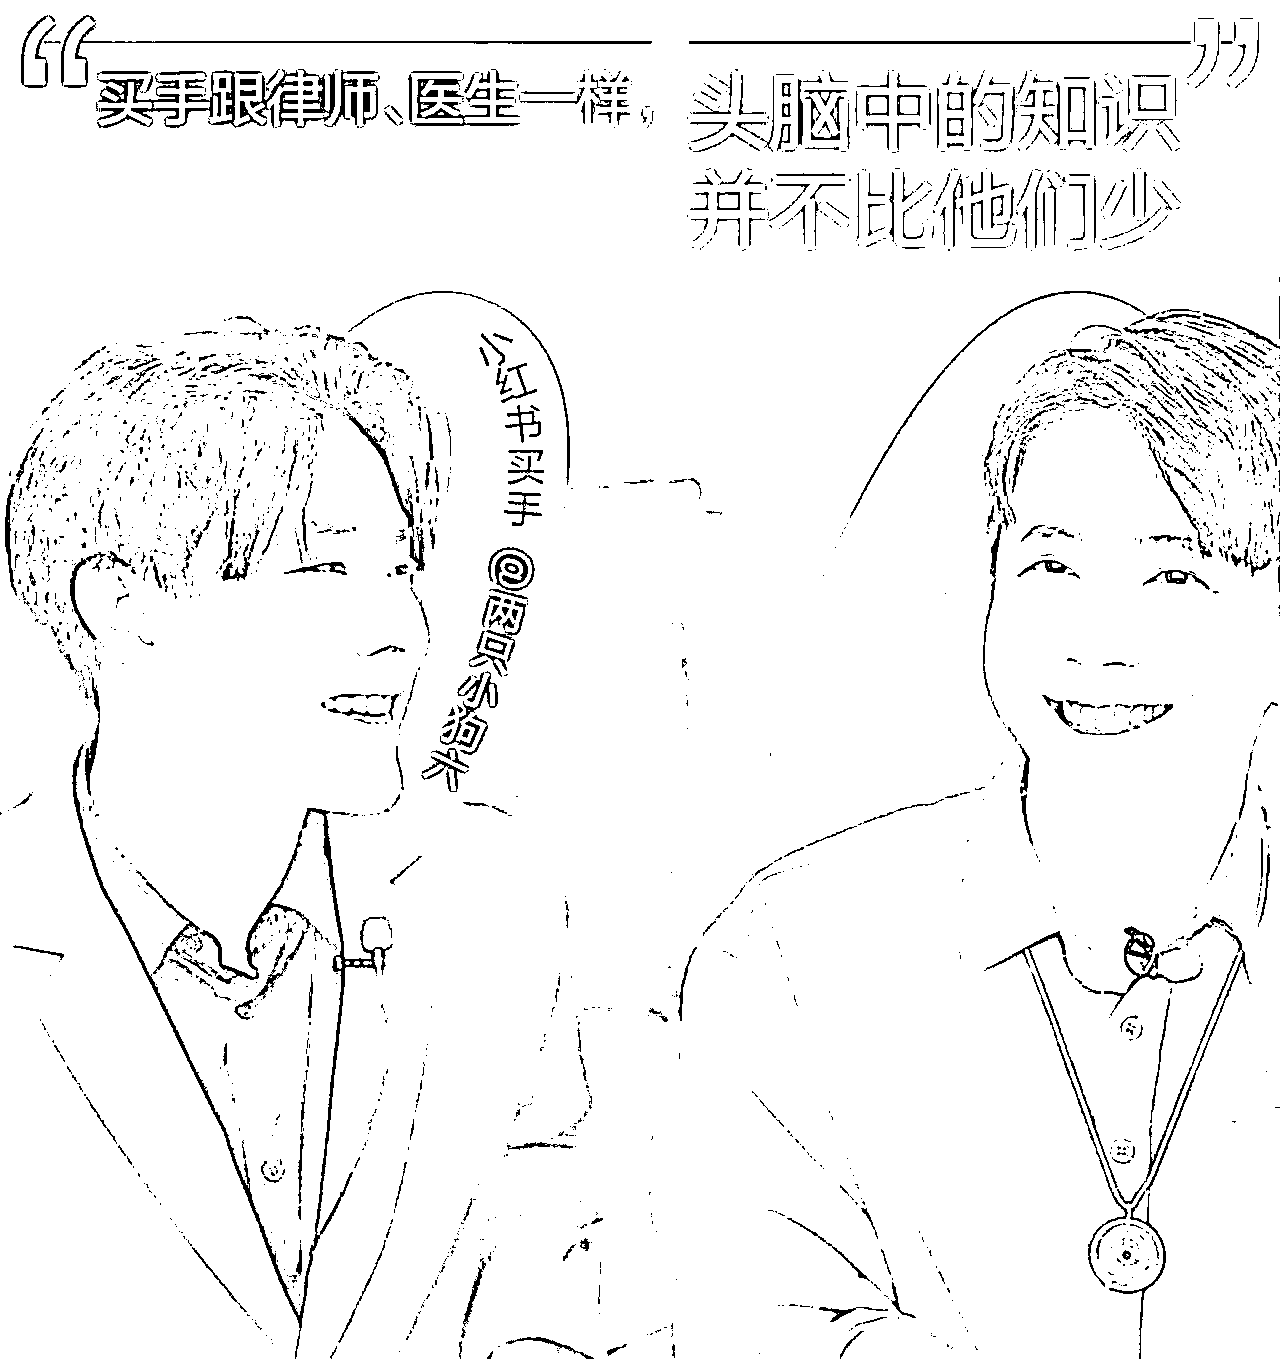 “买手跟律师、医生一样,
头脑中的知识”
并不比他们少
小红书买手
@两只小狗六